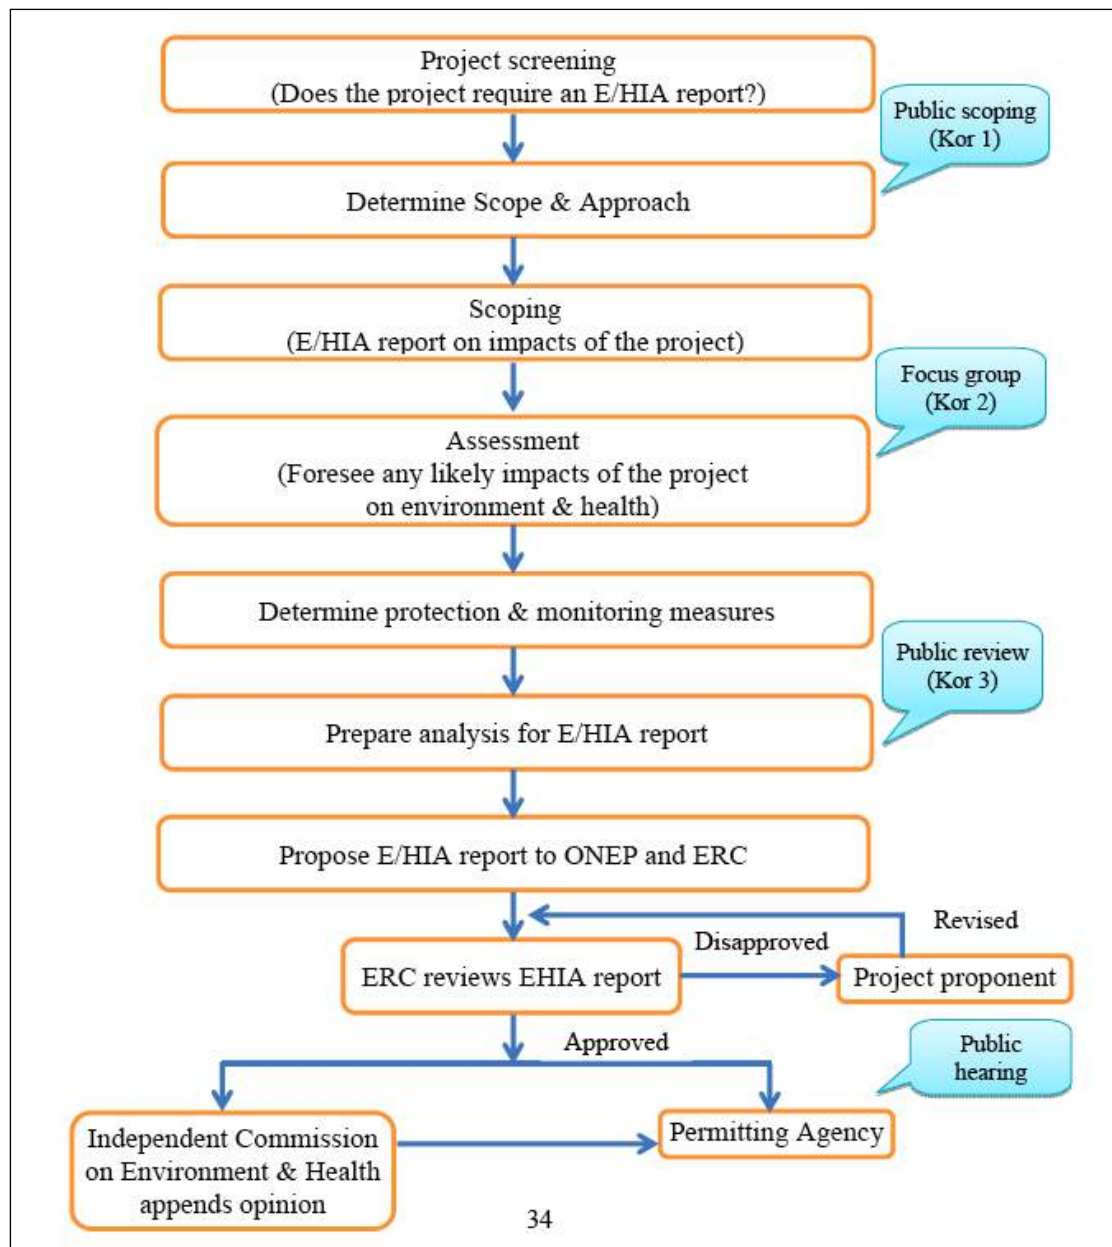 Project screening
(Does the project require an E/HIA report?)
Public scoping
(Kor 1)
Determine Scope & Approach
Scoping
(E/HIA report on impacts of the project)
Focus group
(Kor 2)
Assessment
(Foresee any likely impacts of the project
on environment & health)
Determine protection & monitoring measures
Public review
(Kor 3)
Prepare analysis for E/HIA report
Propose E/HIA report to ONEP and ERC
Revised
Disapproved
ERC reviews EHIA report
Project proponent
Approved
Public
hearing
Independent Commission
on Environment & Health
appends opinion
Permitting Agency
34